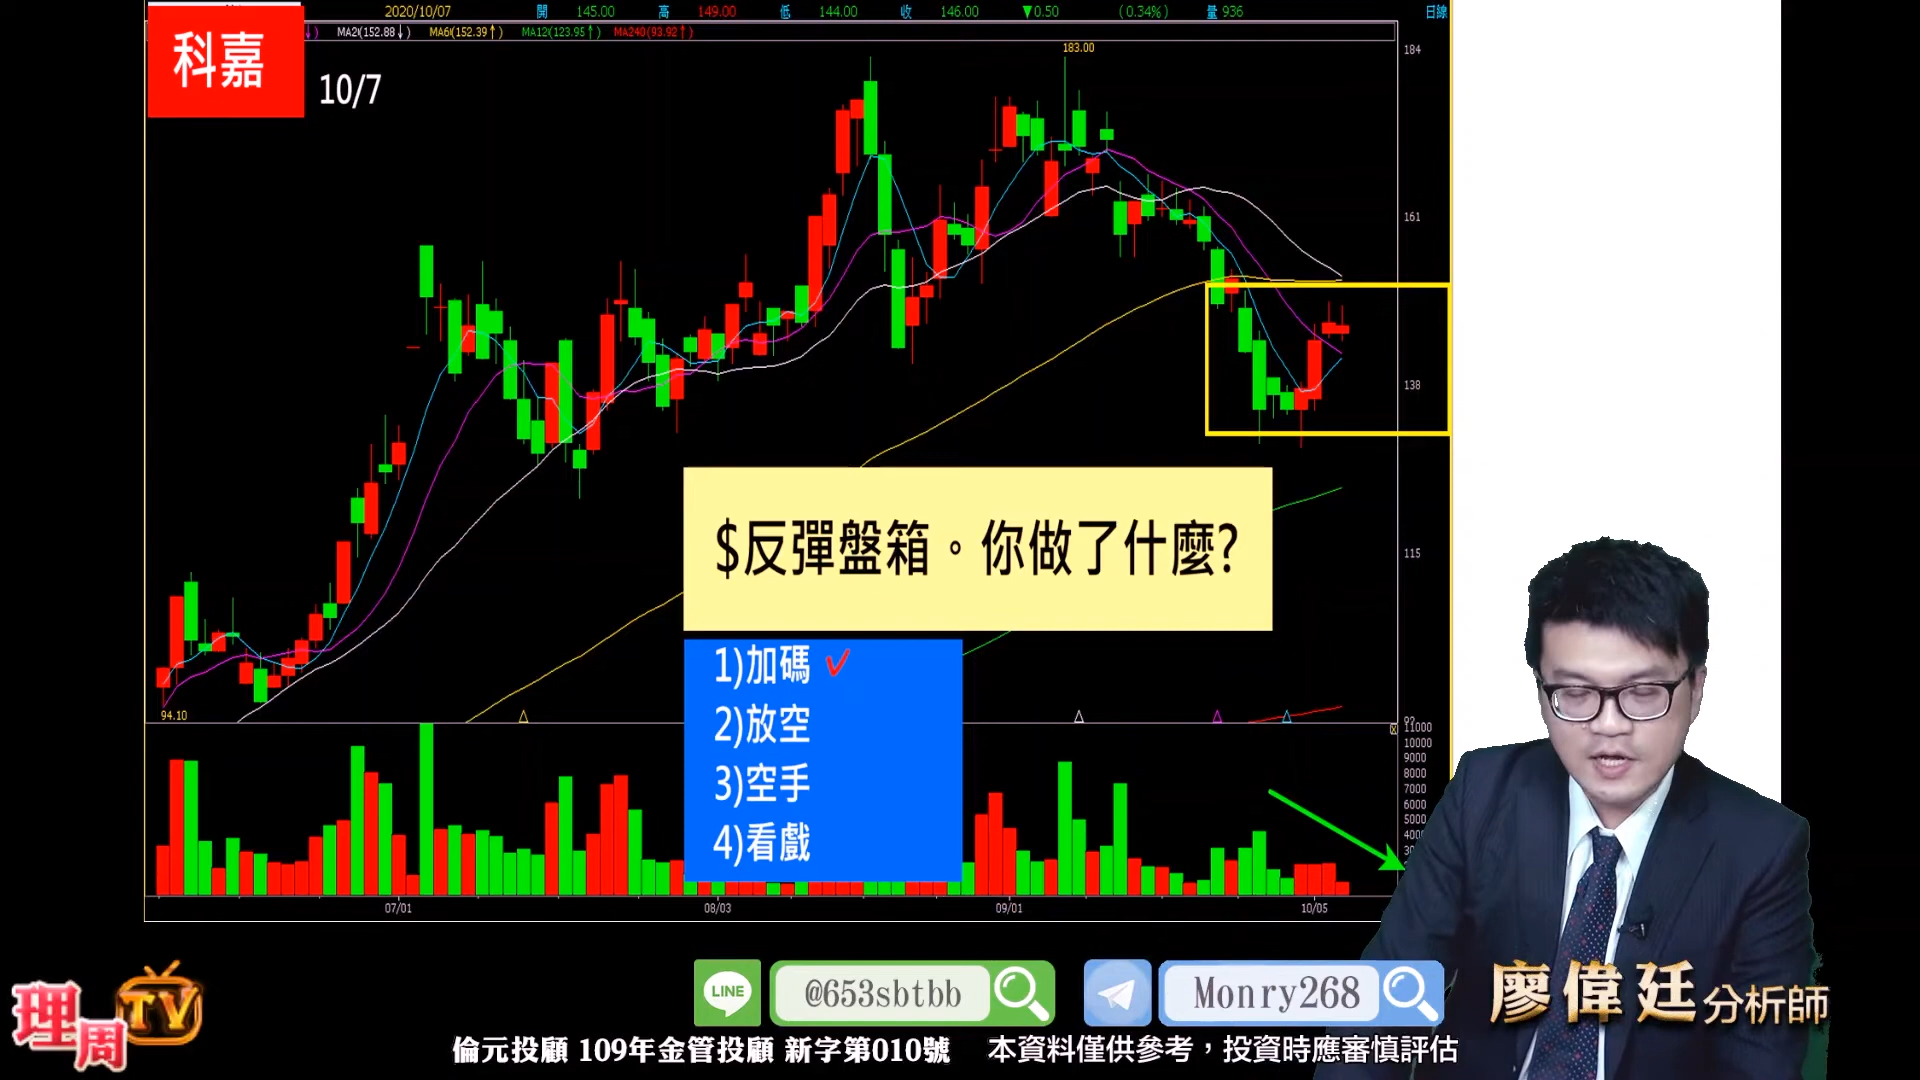 2020/10/07 開 145.00 高 149.00 低 144.00 收 146.00 ▼0.50 (0.34%) 量 936 日線
MA20(152.88↓) MA60(152.39↑) MA120(123.95↑) MA240(93.92↑)
科嘉
10/7
183.00
184
161
138
115
94.10
$反彈盤箱。你做了什麼?
1)加碼 ✓
2)放空
3)空手
4)看戲
11000
10000
9000
8000
7000
6000
5000
07/01 08/03 09/01 10/05
理周TV
LINE @653sbtbb Monry268
廖偉廷分析師
倫元投顧 109年金管投顧 新字第010號 本資料僅供參考，投資時應審慎評估